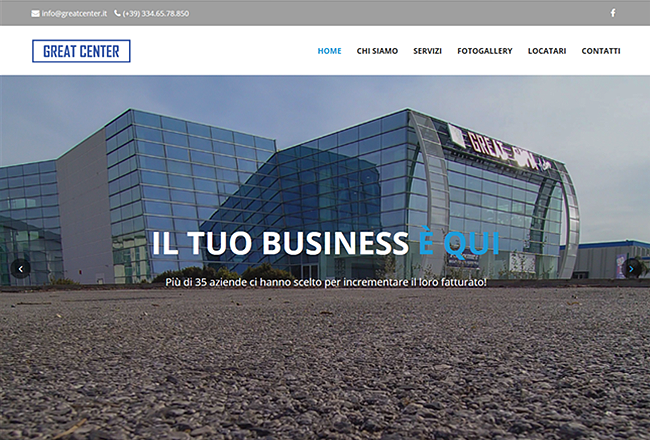 info@greatcenter.it (+39) 334.65.78.850
GREAT CENTER
HOME CHI SIAMO SERVIZI FOTOGALLERY LOCATARI CONTATTI
GREAT
IL TUO BUSINESS È QUI
Più di 35 aziende ci hanno scelto per incrementare il loro fatturato!